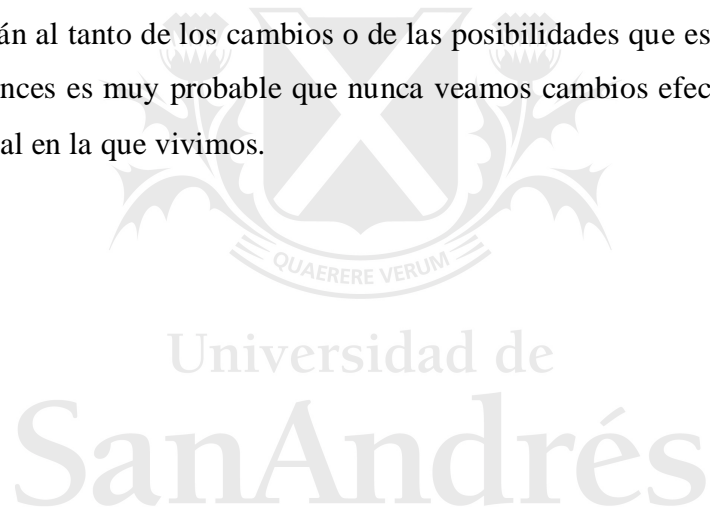 án al tanto de los cambios o de las posibilidades que es
nces es muy probable que nunca veamos cambios efec
al en la que vivimos.
QUAERERE VERUM
Universidad de
SanAndrés